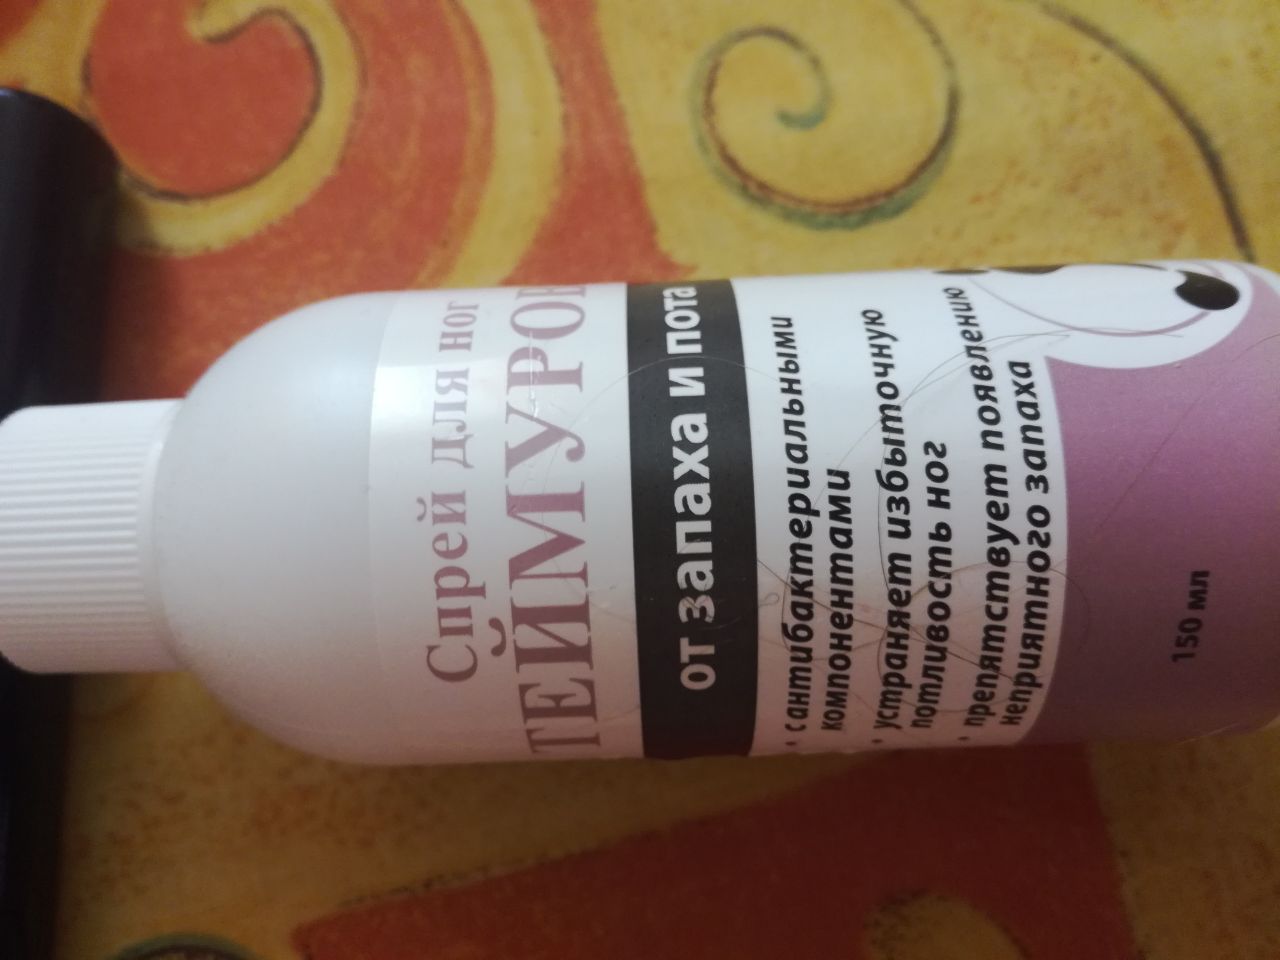 Спрей для ног
ТЕЙМУРОВ
от запаха и пота
• с антибактериальными
компонентами
• устраняет избыточную
потливость ног
• препятствует появлению
неприятного запаха
150 мл